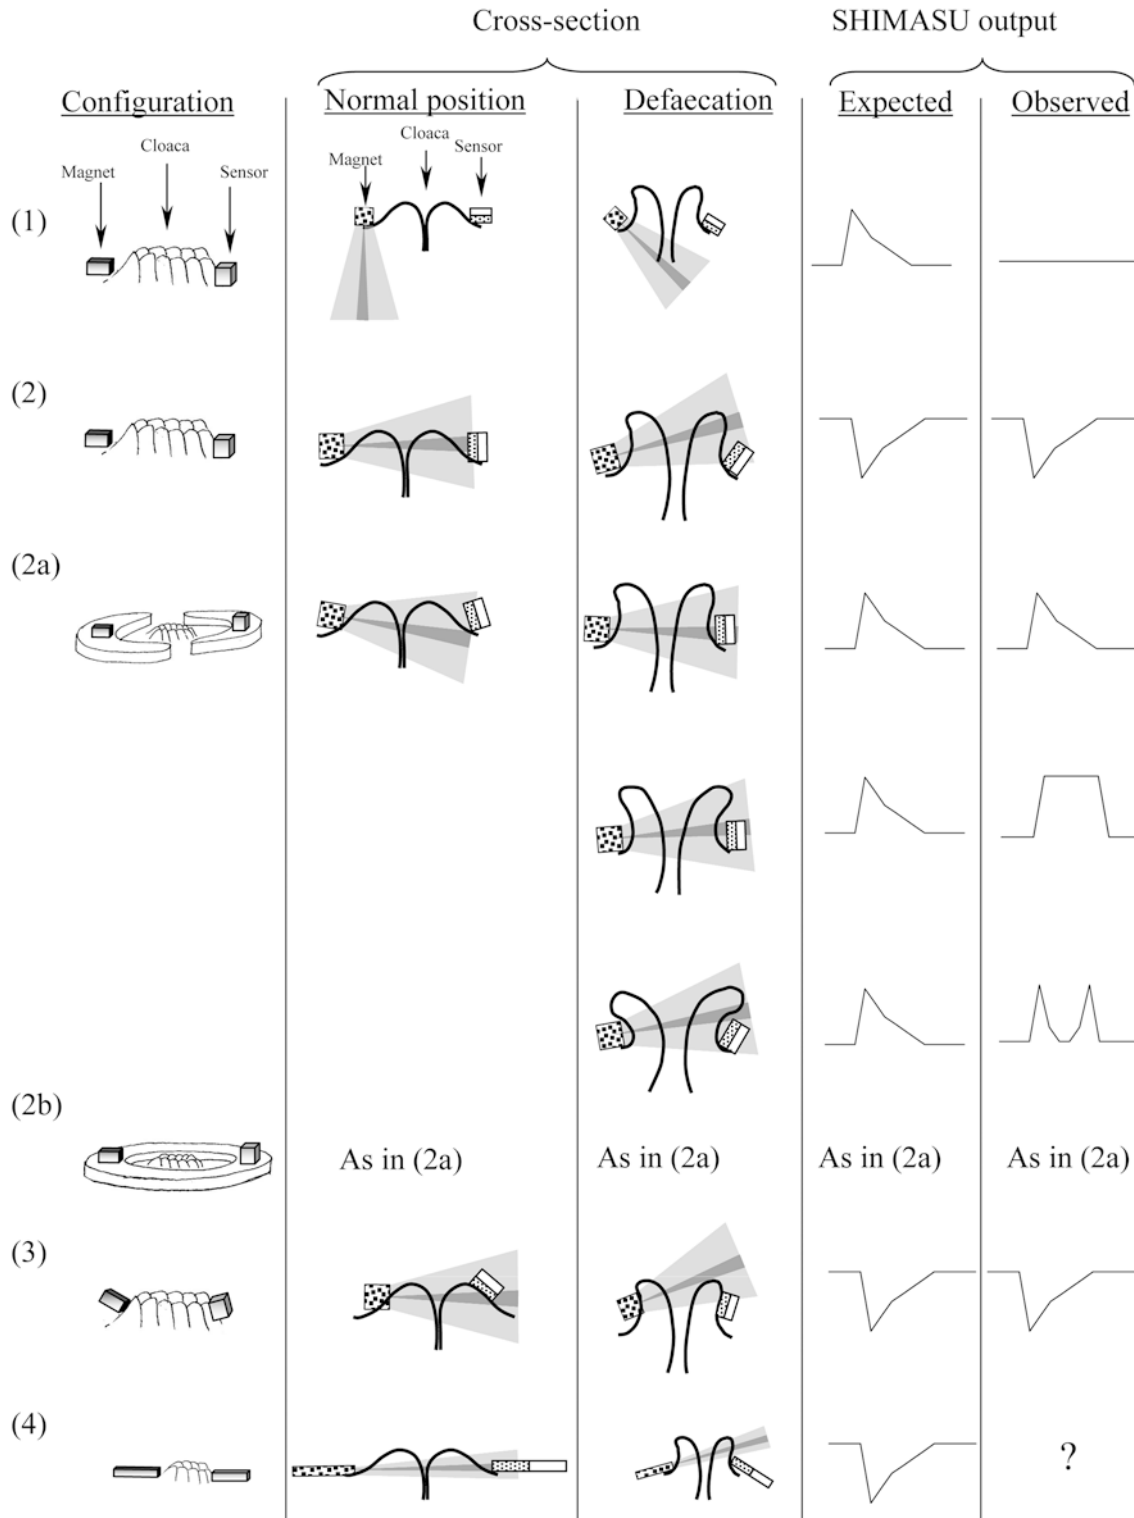 Cross-section SHIMASU output
Configuration Normal position Defaecation Expected Observed
Cloaca
Magnet Sensor
Cloaca
Magnet Sensor
(1)
(2)
(2a)
(2b)
As in (2a) As in (2a) As in (2a) As in (2a)
(3)
(4)
?